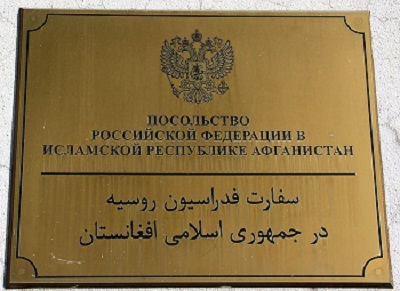 ПОСОЛЬСТВО
РОССИЙСКОЙ ФЕДЕРАЦИИ В
ИСЛАМСКОЙ РЕСПУБЛИКЕ АФГАНИСТАН
سفارت فدراسیون روسیه
در جمهوری اسلامی افغانستان